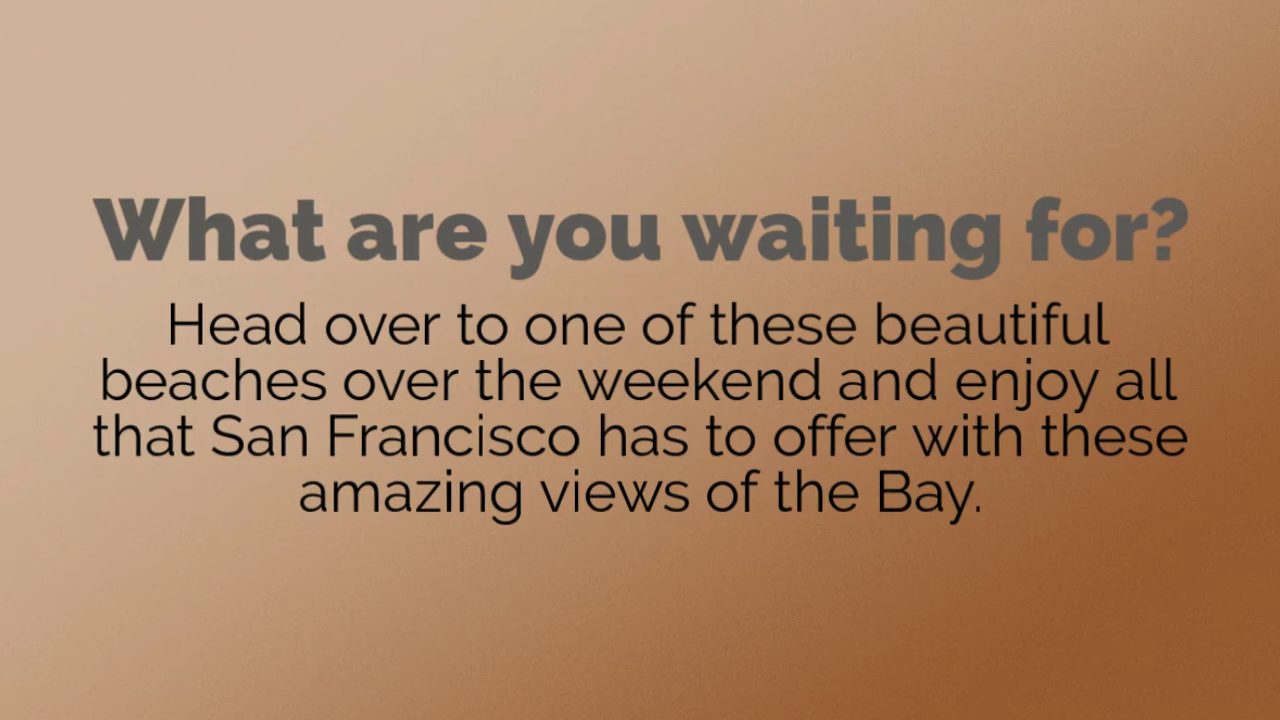 What are you waiting for?
Head over to one of these beautiful
beaches over the weekend and enjoy all
that San Francisco has to offer with these
amazing views of the Bay.